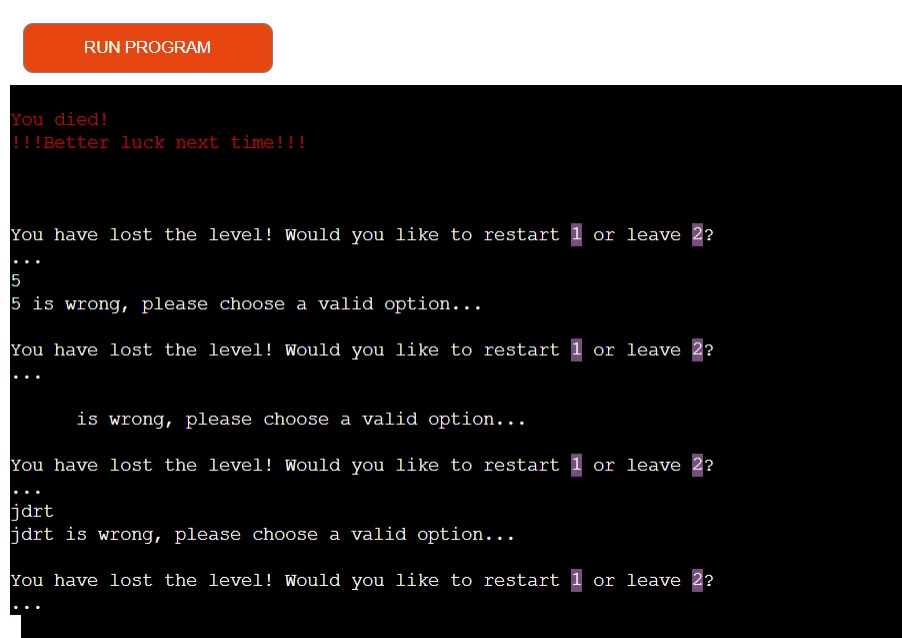 RUN PROGRAM
You died!
!!!Better luck next time!!!
You have lost the level! Would you like to restart 1 or leave 2?
...
5
5 is wrong, please choose a valid option...
You have lost the level! Would you like to restart 1 or leave 2?
...
is wrong, please choose a valid option...
You have lost the level! Would you like to restart 1 or leave 2?
...
jdrt
jdrt is wrong, please choose a valid option...
You have lost the level! Would you like to restart 1 or leave 2?
...